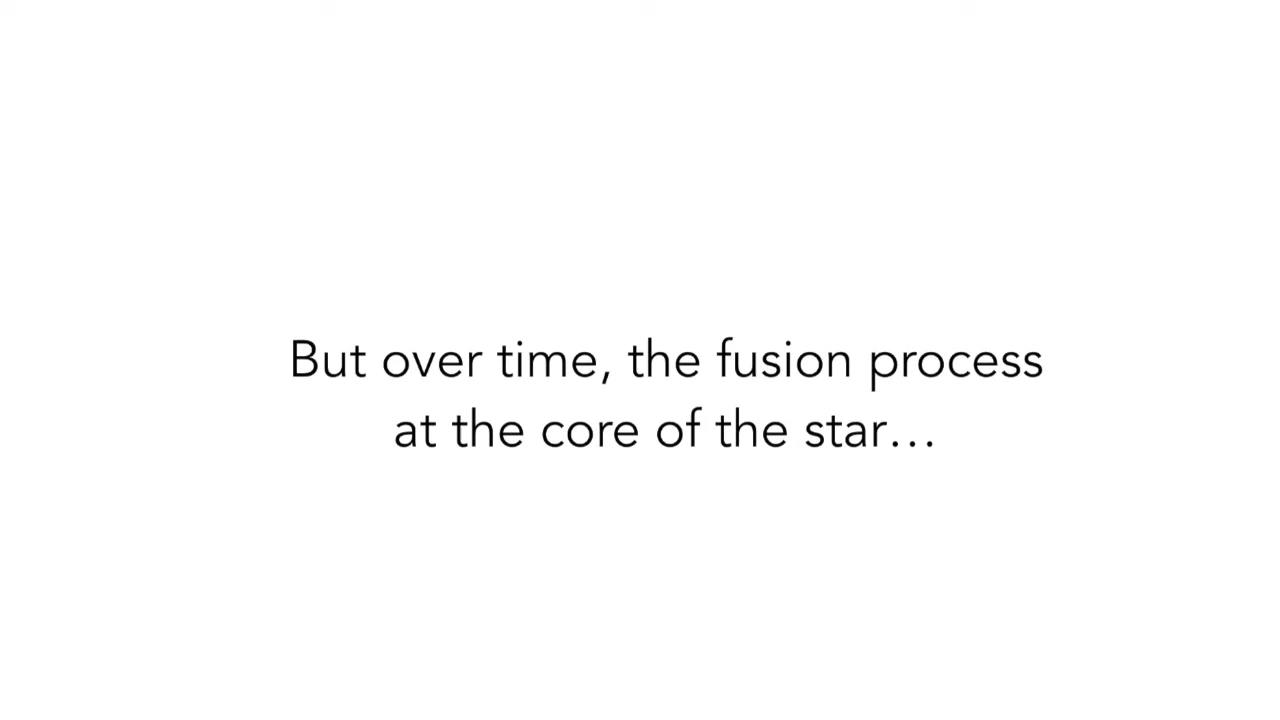 But over time, the fusion process
at the core of the star…